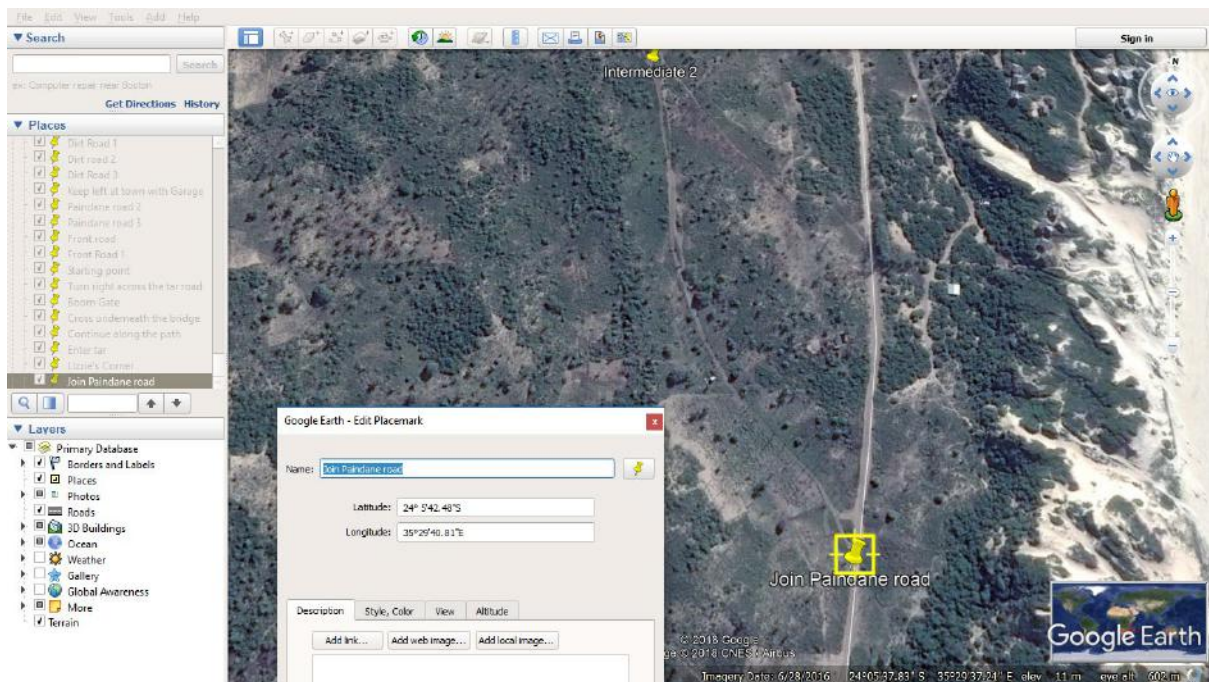 File Edit View Tools Add Help
Search
Sign in
Search
ex: Computer repair near Boston
Get Directions History
Places
Dirt Road 1
Dirt road 2
Dirt Road 3
Keep left at town with Garage
Paindane road 2
Paindane road 3
Front road
Front Road 1
Starting point
Turn right across the tar road
Boom Gate
Cross underneath the bridge
Continue along the path
Enter tar
Lizzie's Corner
Join Paindane road
Layers
Primary Database
Borders and Labels
Places
Photos
Roads
3D Buildings
Ocean
Weather
Gallery
Global Awareness
More
Terrain
Intermediate 2
N
Google Earth - Edit Placemark
x
Name: Join Paindane road
Latitude: 24° 5'42.48"S
Longitude: 35°29'40.81"E
Description Style, Color View Altitude
Add link... Add web image... Add local image...
Join Paindane road
© 2018 Google
© 2018 CNES / Airbus
Google Earth
Imagery Date: 6/28/2016 24°05'37.83" S 35°29'37.24" E elev 11 m eye alt 602 m